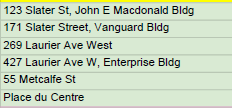 123 Slater St, John E Macdonald Bldg
171 Slater Street, Vanguard Bldg
269 Laurier Ave West
427 Laurier Ave W, Enterprise Bldg
55 Metcalfe St
Place du Centre